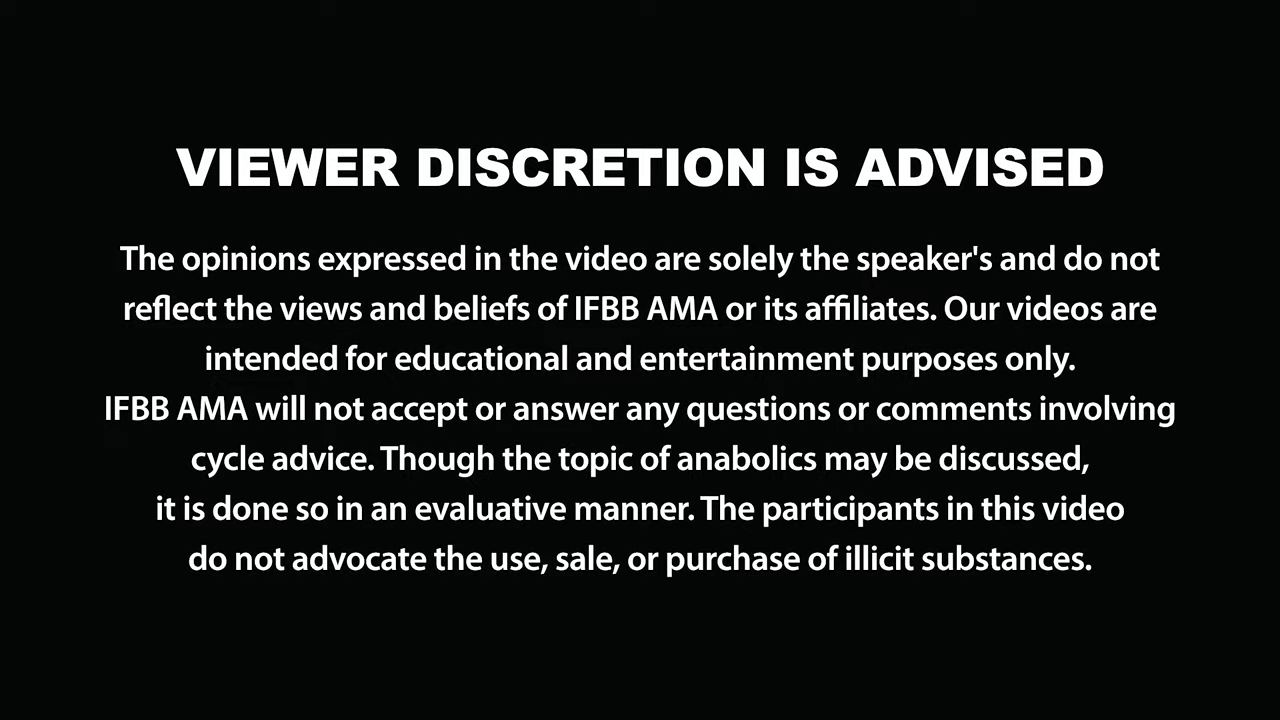 VIEWER DISCRETION IS ADVISED
The opinions expressed in the video are solely the speaker's and do not
reflect the views and beliefs of IFBB AMA or its affiliates. Our videos are
intended for educational and entertainment purposes only.
IFBB AMA will not accept or answer any questions or comments involving
cycle advice. Though the topic of anabolics may be discussed,
it is done so in an evaluative manner. The participants in this video
do not advocate the use, sale, or purchase of illicit substances.